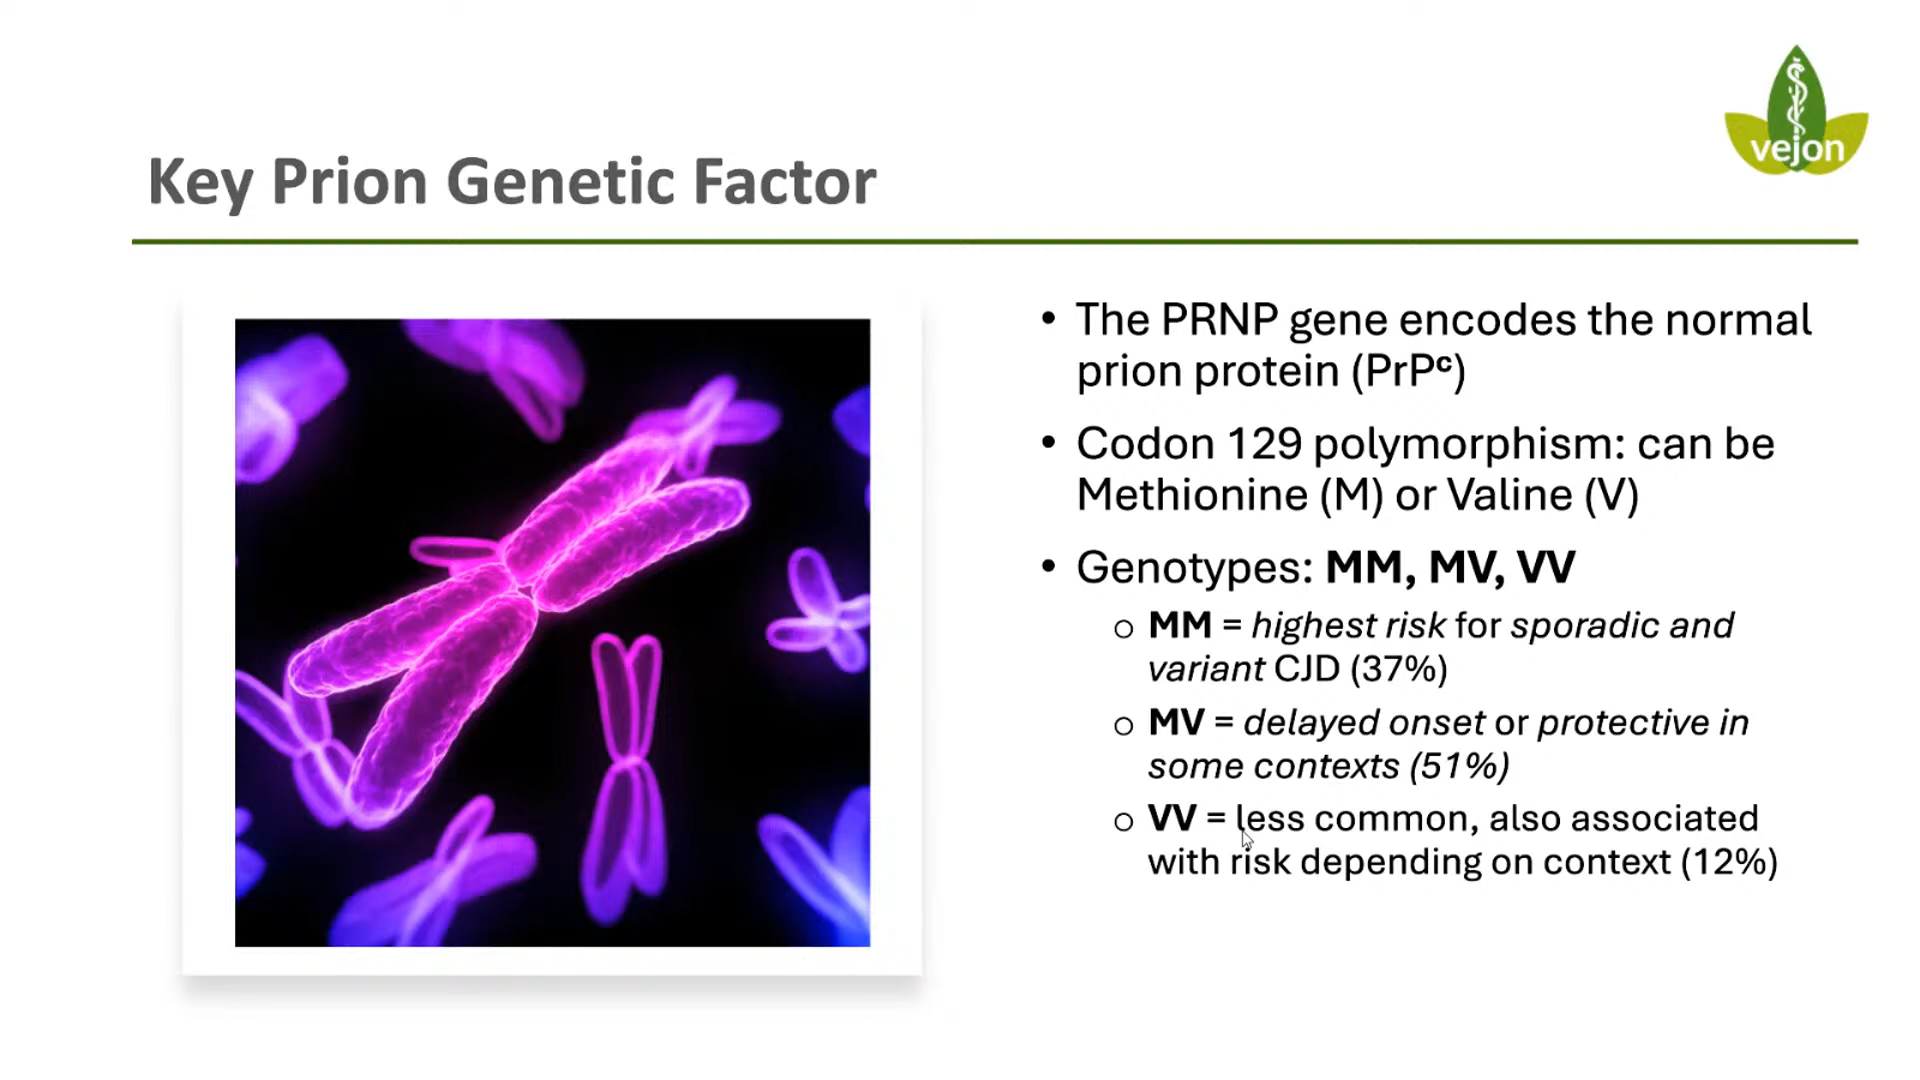 vejon
Key Prion Genetic Factor
• The PRNP gene encodes the normal
prion protein (PrPᶜ)
• Codon 129 polymorphism: can be
Methionine (M) or Valine (V)
• Genotypes: MM, MV, VV
o MM = highest risk for sporadic and
variant CJD (37%)
o MV = delayed onset or protective in
some contexts (51%)
o VV = less common, also associated
with risk depending on context (12%)